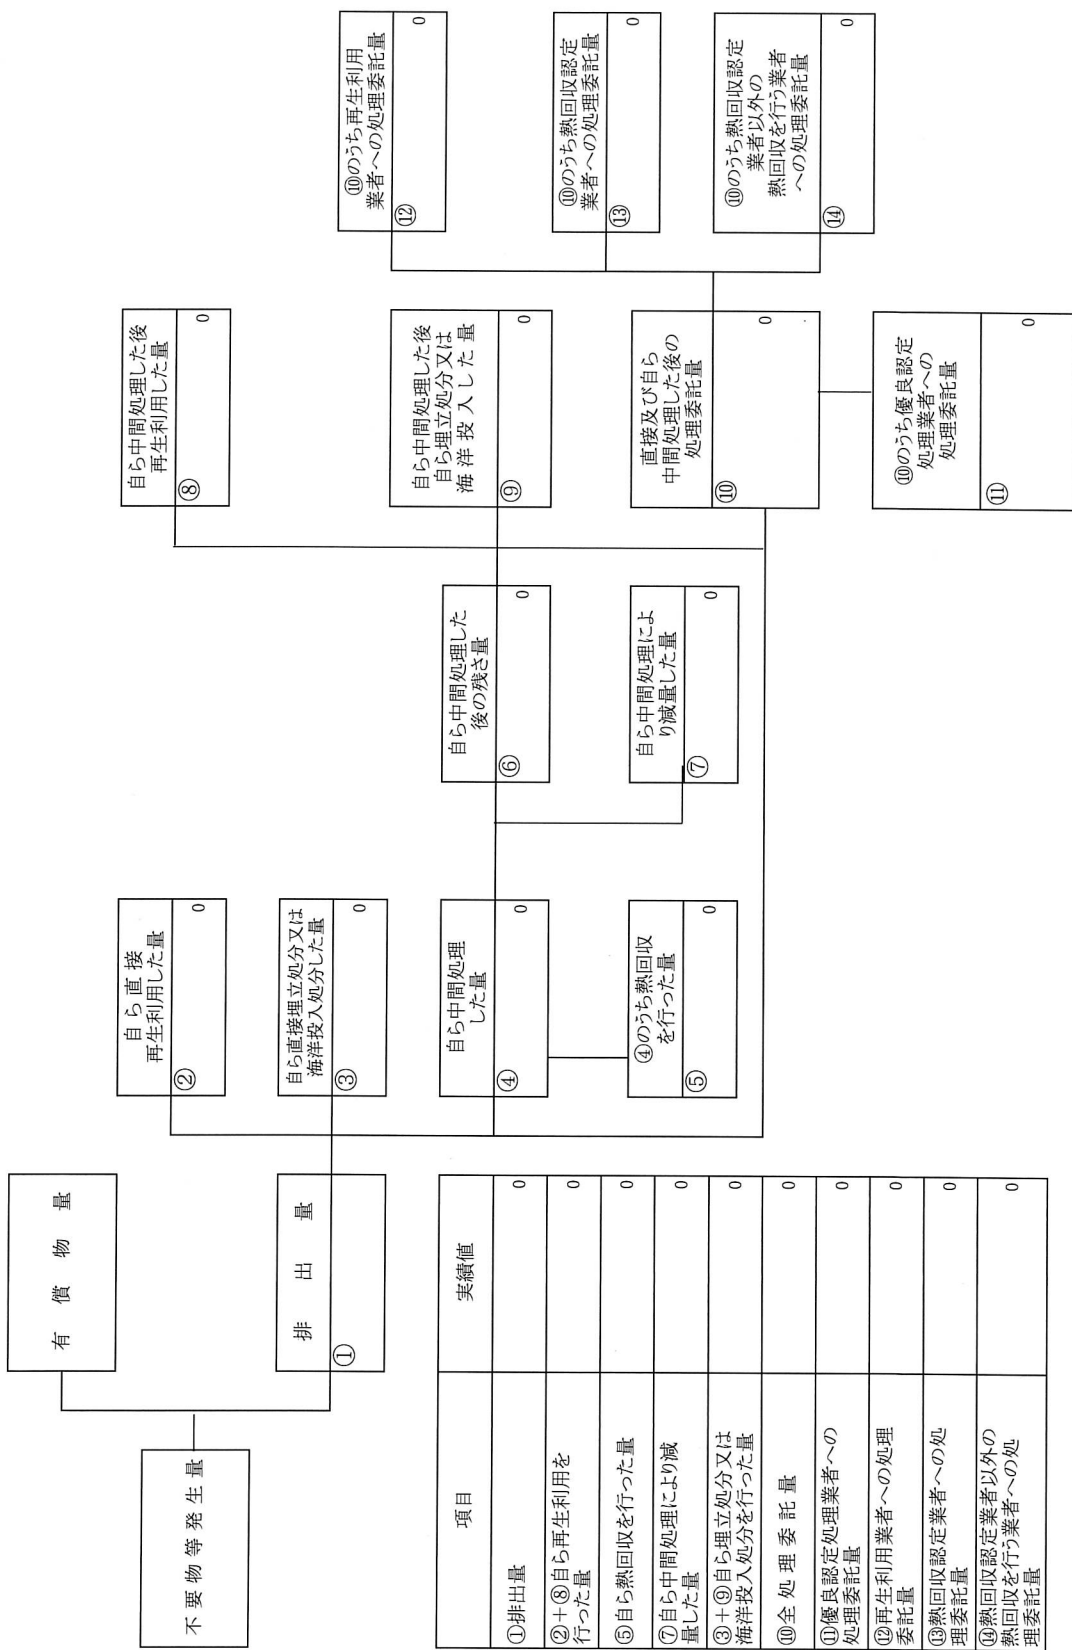 不要物等発生量
有償物量
排出量
①
自ら直接
再生利用した量
②
0
自ら直接埋立処分又は
海洋投入処分した量
③
0
自ら中間処理
した量
④
0
④のうち熱回収
を行った量
⑤
0
自ら中間処理した
後の残さ量
⑥
0
自ら中間処理によ
り減量した量
⑦
0
自ら中間処理した後
再生利用した量
⑧
0
自ら中間処理した後
自ら埋立処分又は
海洋投入した量
⑨
0
直接及び自ら
中間処理した後の
処理委託量
⑩
0
⑩のうち優良認定
処理業者への
処理委託量
⑪
0
⑩のうち再生利用
業者への処理委託量
⑫
0
⑩のうち熱回収認定
業者への処理委託量
⑬
0
⑩のうち熱回収認定
業者以外の
熱回収を行う業者
への処理委託量
⑭
0
項目 実績値
①排出量 0
②+⑧自ら再生利用を
行った量 0
⑤自ら熱回収を行った量 0
⑦自ら中間処理により減
量した量 0
③+⑨自ら埋立処分又は
海洋投入処分を行った量 0
⑩全処理委託量 0
⑪優良認定処理業者への
処理委託量 0
⑫再生利用業者への処理
委託量 0
⑬熱回収認定業者への処
理委託量 0
⑭熱回収認定業者以外の
熱回収を行う業者への処
理委託量 0